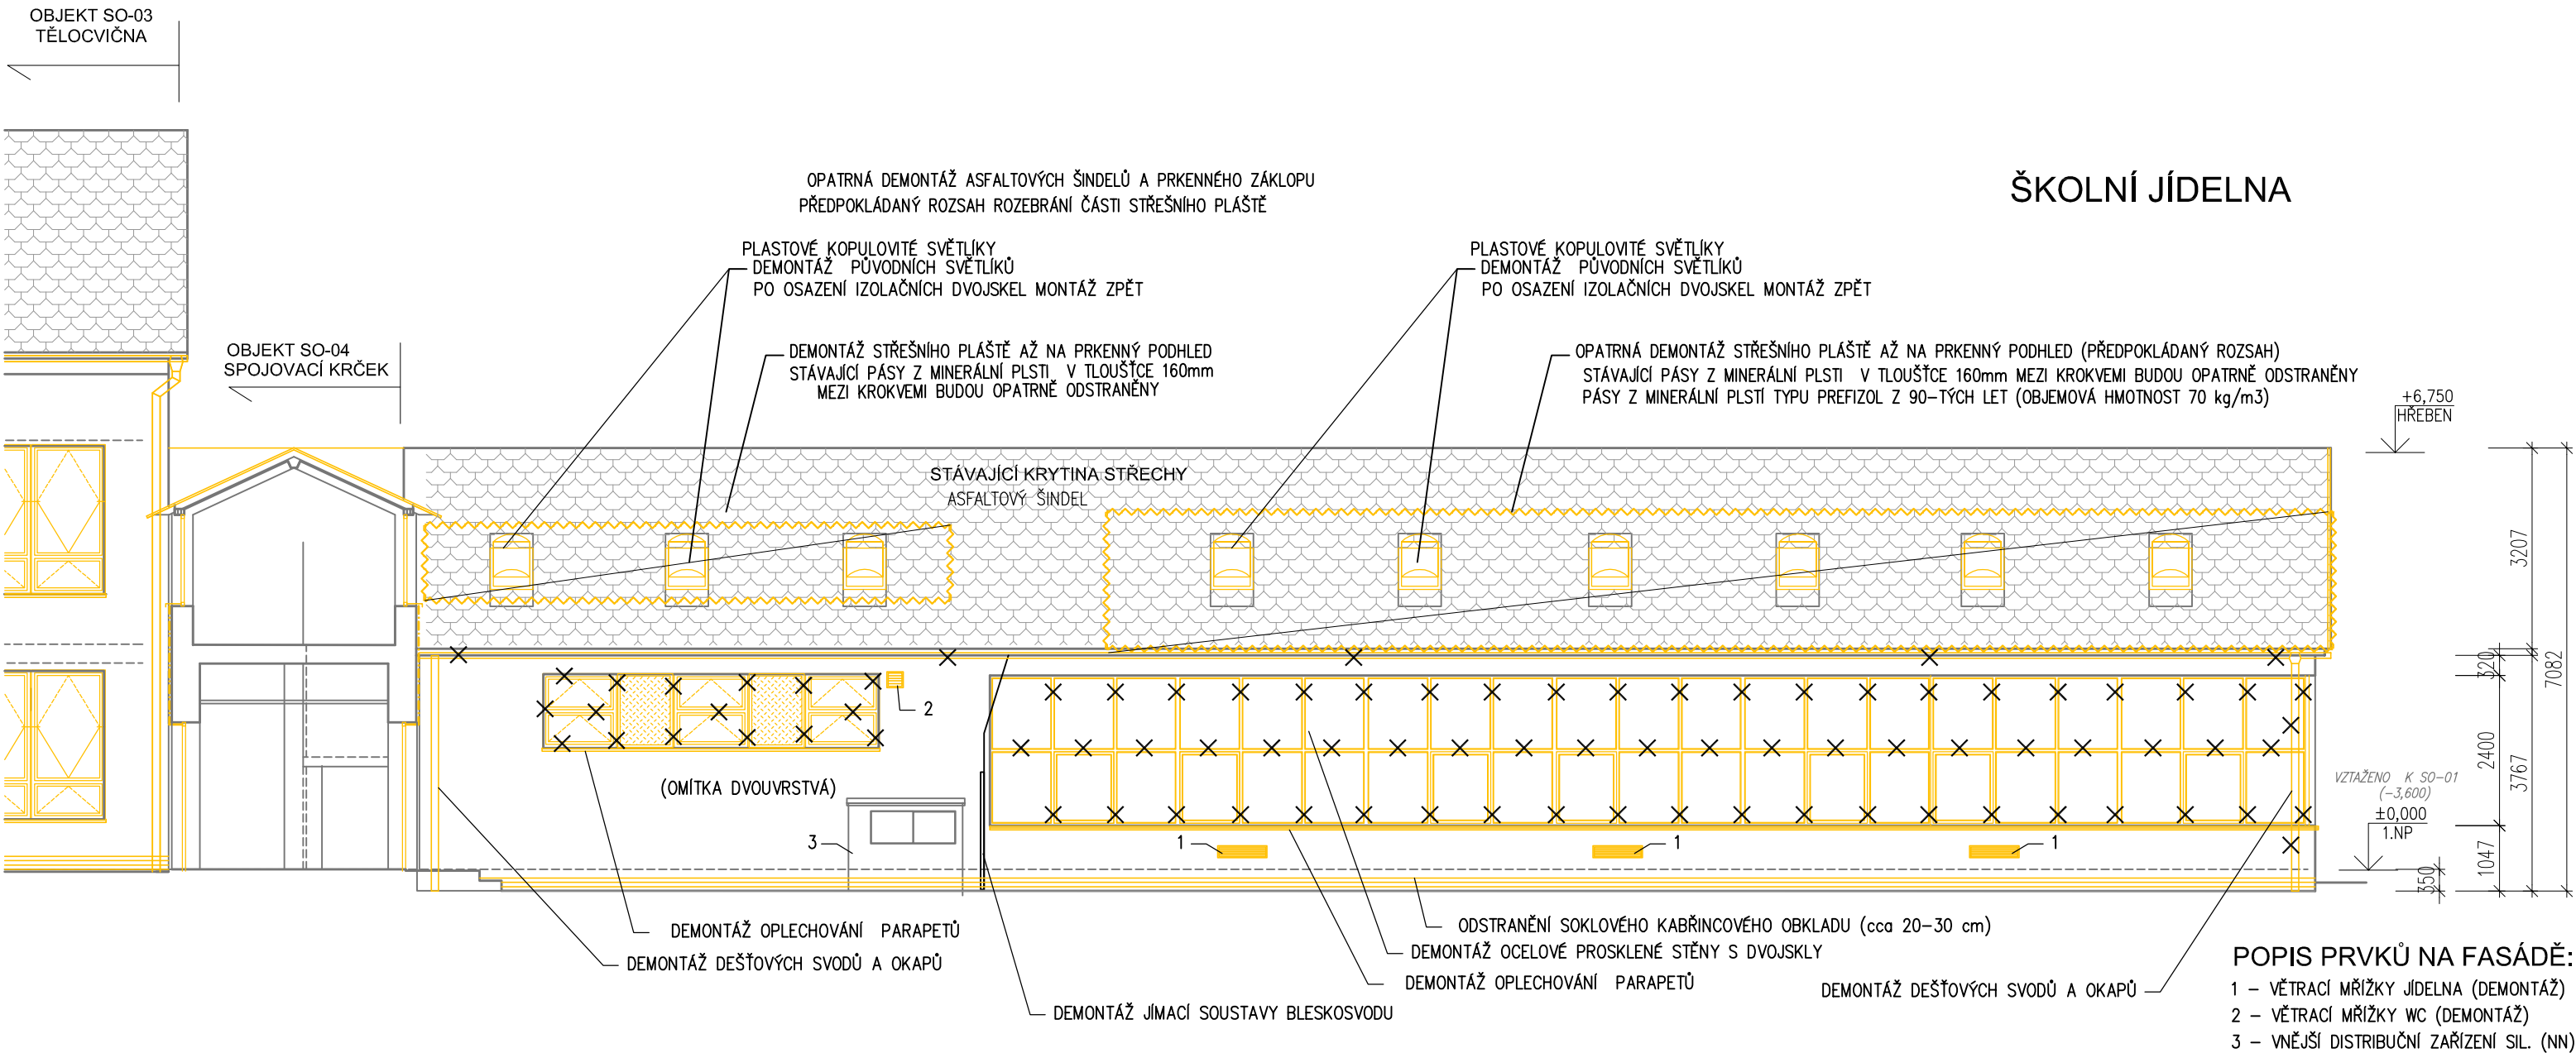 OBJEKT SO-03
TĚLOCVIČNA
OPATRNÁ DEMONTÁŽ ASFALTOVÝCH ŠINDELŮ A PRKENNÉHO ZÁKLOPU
PŘEDPOKLÁDANÝ ROZSAH ROZEBRÁNÍ ČÁSTI STŘEŠNÍHO PLÁŠTĚ
ŠKOLNÍ JÍDELNA
PLASTOVÉ KOPULOVITÉ SVĚTLÍKY
DEMONTÁŽ PŮVODNÍCH SVĚTLÍKŮ
PO OSAZENÍ IZOLAČNÍCH DVOJSKEL MONTÁŽ ZPĚT
PLASTOVÉ KOPULOVITÉ SVĚTLÍKY
DEMONTÁŽ PŮVODNÍCH SVĚTLÍKŮ
PO OSAZENÍ IZOLAČNÍCH DVOJSKEL MONTÁŽ ZPĚT
OBJEKT SO-04
SPOJOVACÍ KRČEK
DEMONTÁŽ STŘEŠNÍHO PLÁŠTĚ AŽ NA PRKENNÝ PODHLED
STÁVAJÍCÍ PÁSY Z MINERÁLNÍ PLSTI V TLOUŠŤCE 160mm
MEZI KROKVEMI BUDOU OPATRNĚ ODSTRANĚNY
OPATRNÁ DEMONTÁŽ STŘEŠNÍHO PLÁŠTĚ AŽ NA PRKENNÝ PODHLED (PŘEDPOKLÁDANÝ ROZSAH)
STÁVAJÍCÍ PÁSY Z MINERÁLNÍ PLSTI V TLOUŠŤCE 160mm MEZI KROKVEMI BUDOU OPATRNĚ ODSTRANĚNY
PÁSY Z MINERÁLNÍ PLSTÍ TYPU PREFIZOL Z 90-TÝCH LET (OBJEMOVÁ HMOTNOST 70 kg/m3)
+6,750
HŘEBEN
STÁVAJÍCÍ KRYTINA STŘECHY
ASFALTOVÝ ŠINDEL
3207
320
7082
2400
3767
1047
350
2
(OMÍTKA DVOUVRSTVÁ)
VZTAŽENO K SO-01
(-3,600)
±0,000
1.NP
3
1
1
1
DEMONTÁŽ OPLECHOVÁNÍ PARAPETŮ
DEMONTÁŽ DEŠŤOVÝCH SVODŮ A OKAPŮ
ODSTRANĚNÍ SOKLOVÉHO KABŘINCOVÉHO OBKLADU (cca 20-30 cm)
DEMONTÁŽ OCELOVÉ PROSKLENÉ STĚNY S DVOJSKLY
DEMONTÁŽ OPLECHOVÁNÍ PARAPETŮ
DEMONTÁŽ DEŠŤOVÝCH SVODŮ A OKAPŮ
DEMONTÁŽ JÍMACÍ SOUSTAVY BLESKOSVODU
POPIS PRVKŮ NA FASÁDĚ:
1 - VĚTRACÍ MŘÍŽKY JÍDELNA (DEMONTÁŽ)
2 - VĚTRACÍ MŘÍŽKY WC (DEMONTÁŽ)
3 - VNĚJŠÍ DISTRIBUČNÍ ZAŘÍZENÍ SIL. (NN)